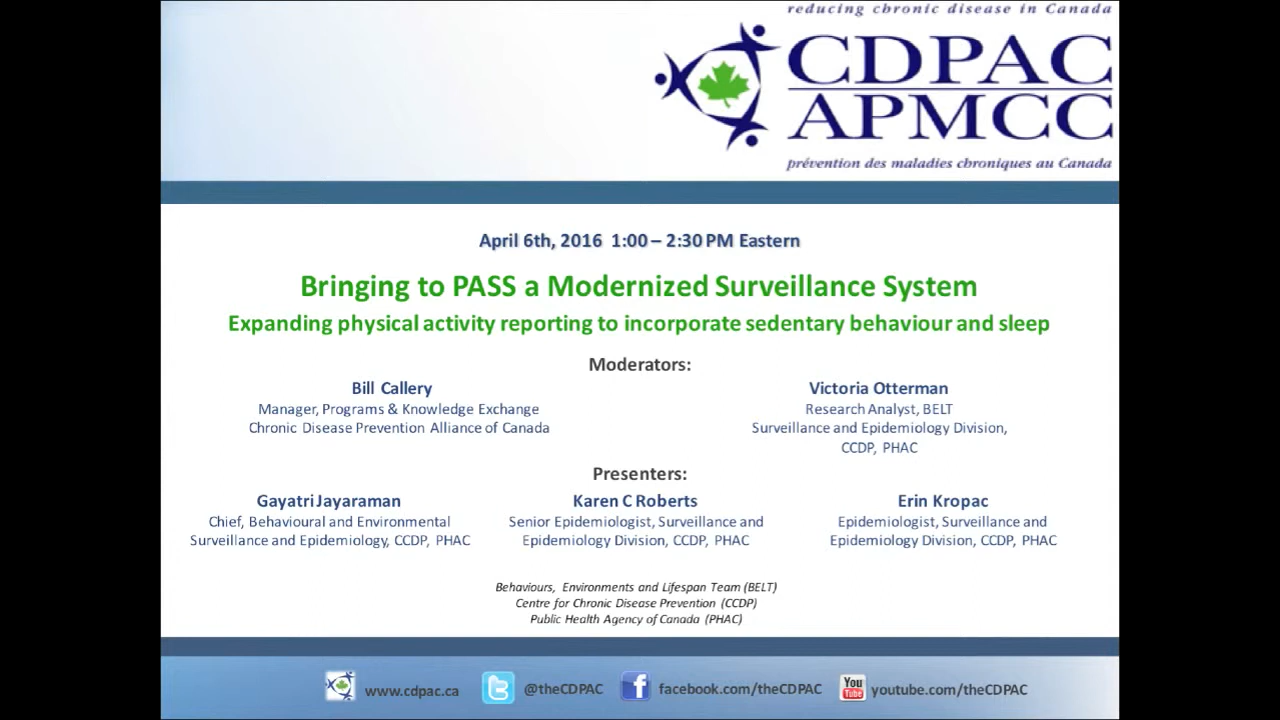 reducing chronic disease in Canada
CDPAC
APMCC
prévention des maladies chroniques au Canada
April 6th, 2016 1:00 – 2:30 PM Eastern
Bringing to PASS a Modernized Surveillance System
Expanding physical activity reporting to incorporate sedentary behaviour and sleep
Moderators:
Bill Callery
Manager, Programs & Knowledge Exchange
Chronic Disease Prevention Alliance of Canada
Victoria Otterman
Research Analyst, BELT
Surveillance and Epidemiology Division,
CCDP, PHAC
Presenters:
Gayatri Jayaraman
Chief, Behavioural and Environmental
Surveillance and Epidemiology, CCDP, PHAC
Karen C Roberts
Senior Epidemiologist, Surveillance and
Epidemiology Division, CCDP, PHAC
Erin Kropac
Epidemiologist, Surveillance and
Epidemiology Division, CCDP, PHAC
Behaviours, Environments and Lifespan Team (BELT)
Centre for Chronic Disease Prevention (CCDP)
Public Health Agency of Canada (PHAC)
www.cdpac.ca
@theCDPAC
facebook.com/theCDPAC
You Tube
youtube.com/theCDPAC